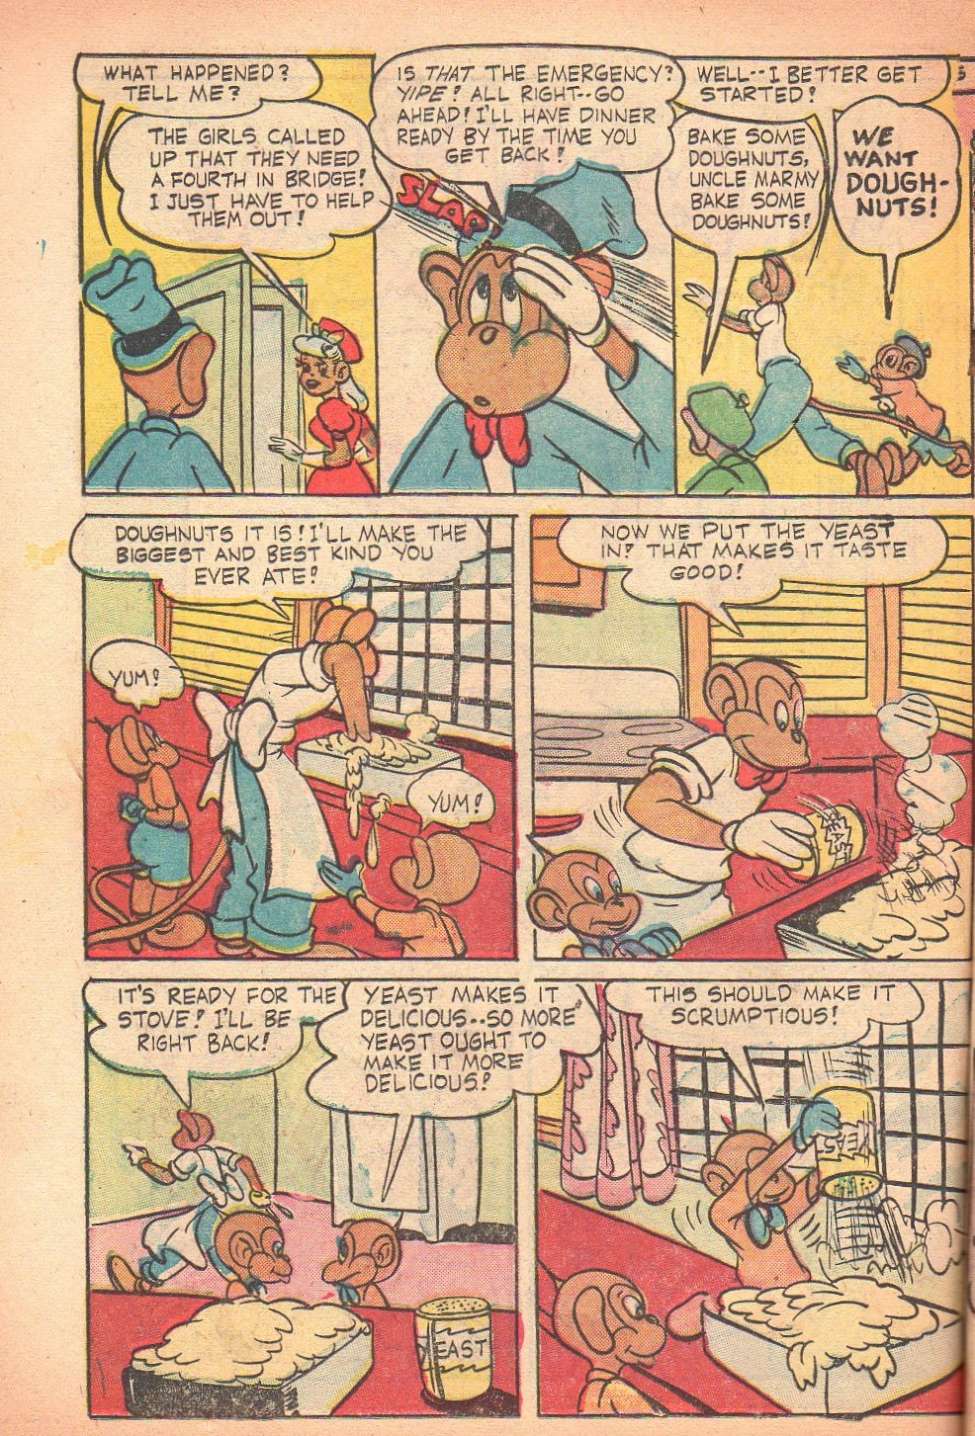 WHAT HAPPENED?
TELL ME?
THE GIRLS CALLED
UP THAT THEY NEED
A FOURTH IN BRIDGE!
I JUST HAVE TO HELP
THEM OUT!
IS THAT THE EMERGENCY?
YIPE! ALL RIGHT--GO
AHEAD! I'LL HAVE DINNER
READY BY THE TIME YOU
GET BACK!
SLAP
WELL--I BETTER GET
STARTED!
BAKE SOME
DOUGHNUTS,
UNCLE MARMY
BAKE SOME
DOUGHNUTS!
WE
WANT
DOUGH-
NUTS!
DOUGHNUTS IT IS! I'LL MAKE THE
BIGGEST AND BEST KIND YOU
EVER ATE!
YUM!
YUM!
NOW WE PUT THE YEAST
IN? THAT MAKES IT TASTE
GOOD!
YEAST
IT'S READY FOR THE
STOVE! I'LL BE
RIGHT BACK!
YEAST MAKES IT
DELICIOUS--SO MORE
YEAST OUGHT TO
MAKE IT MORE
DELICIOUS!
YEAST
THIS SHOULD MAKE IT
SCRUMPTIOUS!
YEAST